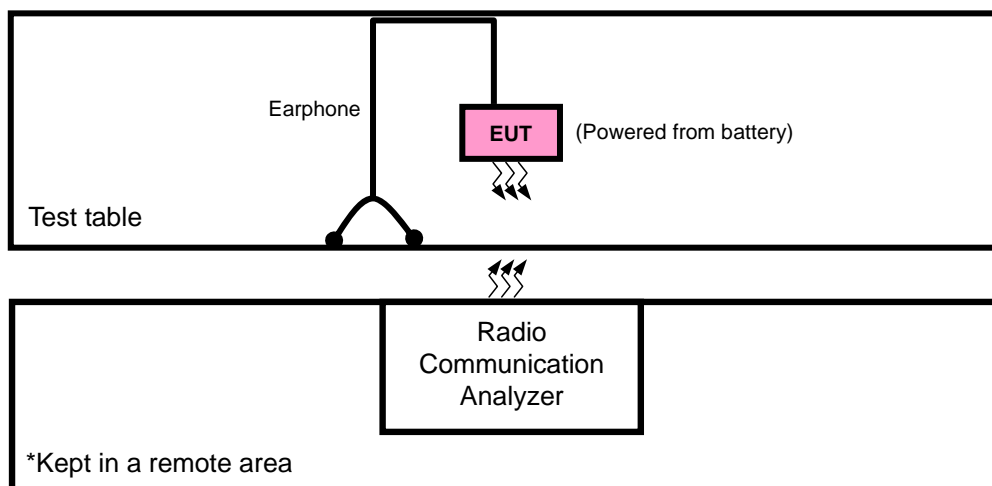 Earphone
EUT
(Powered from battery)
Test table
Radio
Communication
Analyzer
*Kept in a remote area